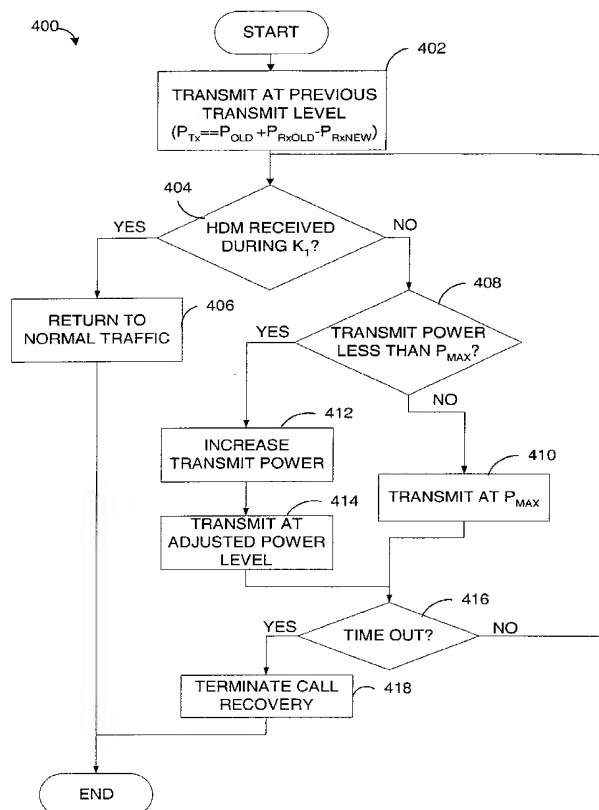 400
START
402
TRANSMIT AT PREVIOUS
TRANSMIT LEVEL
(PTx==POLD+PRxOLD-PRxNEW)
404
YES
HDM RECEIVED
DURING K1?
NO
408
RETURN TO
NORMAL TRAFFIC
406
YES
TRANSMIT POWER
LESS THAN PMAX?
NO
412
INCREASE
TRANSMIT POWER
410
TRANSMIT AT PMAX
414
TRANSMIT AT
ADJUSTED POWER
LEVEL
416
YES
TIME OUT?
NO
TERMINATE CALL
RECOVERY
418
END